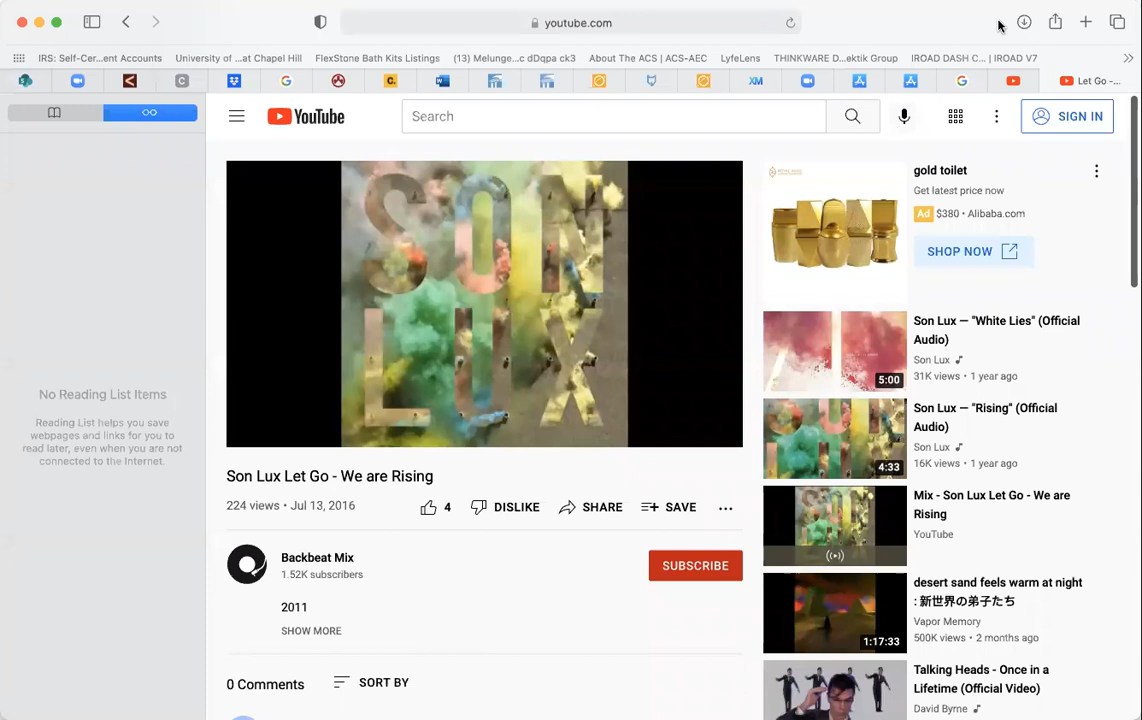 youtube.com
IRS: Self-Cer...ent Accounts
University of ...at Chapel Hill
FlexStone Bath Kits Listings
(13) Melunge...c dDqpa ck3
About The ACS | ACS-AEC
LyfeLens
THINKWARE D...ektik Group
IROAD DASH C... | IROAD V7
Let Go -...
YouTube
Search
SIGN IN
SON
LUX
No Reading List Items
Reading List helps you save
webpages and links for you to
read later, even when you are not
connected to the Internet.
Son Lux Let Go - We are Rising
224 views • Jul 13, 2016
4
DISLIKE
SHARE
SAVE
Backbeat Mix
1.52K subscribers
SUBSCRIBE
2011
SHOW MORE
0 Comments
SORT BY
gold toilet
Get latest price now
Ad $380 • Alibaba.com
SHOP NOW
5:00
Son Lux — "White Lies" (Official
Audio)
Son Lux
31K views • 1 year ago
4:33
Son Lux — "Rising" (Official
Audio)
Son Lux
16K views • 1 year ago
Mix - Son Lux Let Go - We are
Rising
YouTube
1:17:33
desert sand feels warm at night
: 新世界の弟子たち
Vapor Memory
500K views • 2 months ago
Talking Heads - Once in a
Lifetime (Official Video)
David Byrne